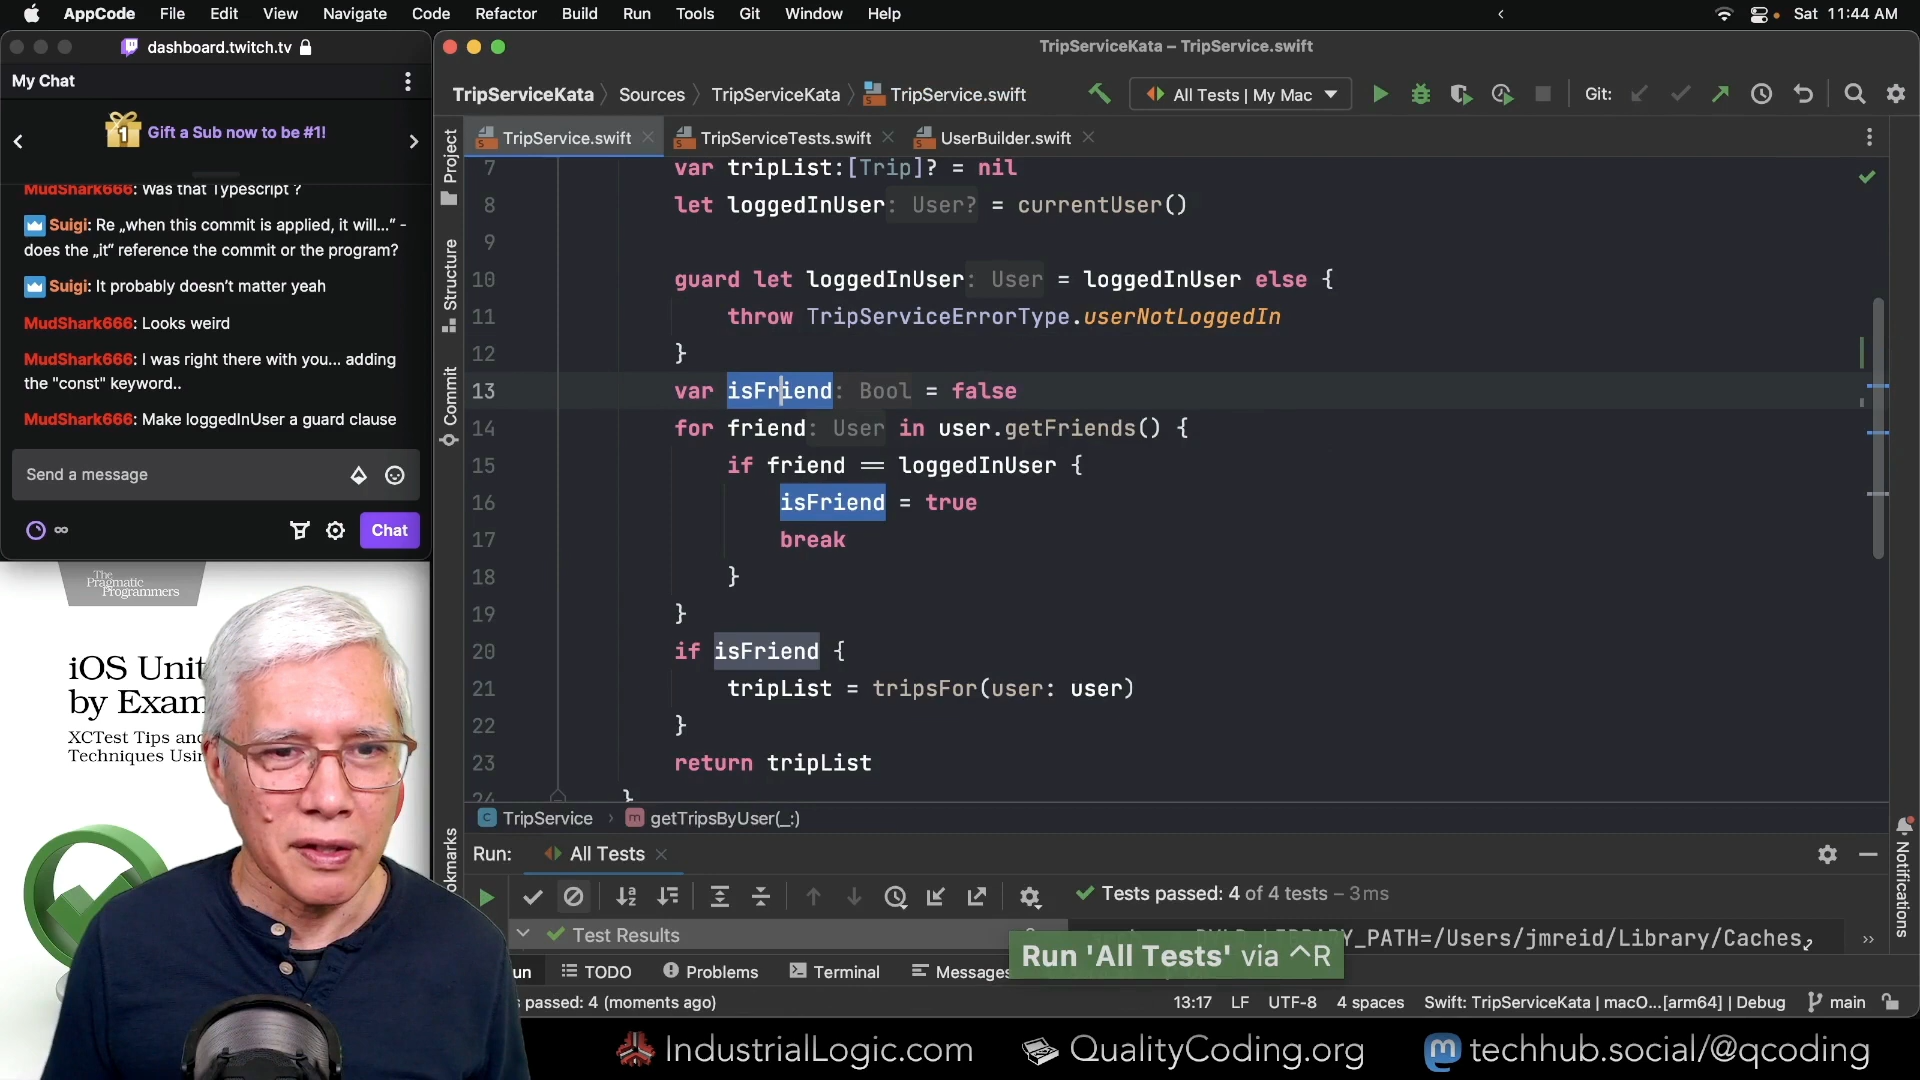 AppCode File Edit View Navigate Code Refactor Build Run Tools Git Window Help
Sat 11:44 AM
dashboard.twitch.tv
My Chat
1
Gift a Sub now to be #1!
MudShark666: Was that Typescript ?
Suigi: Re „when this commit is applied, it will…“ -
does the „it“ reference the commit or the program?
Suigi: It probably doesn’t matter yeah
MudShark666: Looks weird
MudShark666: I was right there with you... adding
the "const" keyword..
MudShark666: Make loggedInUser a guard clause
Send a message
∞
Chat
The
Pragmatic
Programmers
iOS Unit
by Exam
XCTest Tips and
Techniques Usin
TripServiceKata – TripService.swift
TripServiceKata Sources TripServiceKata TripService.swift
All Tests | My Mac
Git:
TripService.swift TripServiceTests.swift UserBuilder.swift
Project
Structure
Commit
okmarks
Notifications
7 var tripList:[Trip]? = nil
8 let loggedInUser: User? = currentUser()
9
10 guard let loggedInUser: User = loggedInUser else {
11 throw TripServiceErrorType.userNotLoggedIn
12 }
13 var isFriend: Bool = false
14 for friend: User in user.getFriends() {
15 if friend == loggedInUser {
16 isFriend = true
17 break
18 }
19 }
20 if isFriend {
21 tripList = tripsFor(user: user)
22 }
23 return tripList
24 }
TripService getTripsByUser(_:)
Run: All Tests
Tests passed: 4 of 4 tests – 3ms
Test Results
LIBRARY_PATH=/Users/jmreid/Library/Caches
Run 'All Tests' via ^R
un TODO Problems Terminal Messages
s passed: 4 (moments ago)
13:17 LF UTF-8 4 spaces Swift: TripServiceKata | macO...[arm64] | Debug main
IndustrialLogic.com QualityCoding.org techhub.social/@qcoding